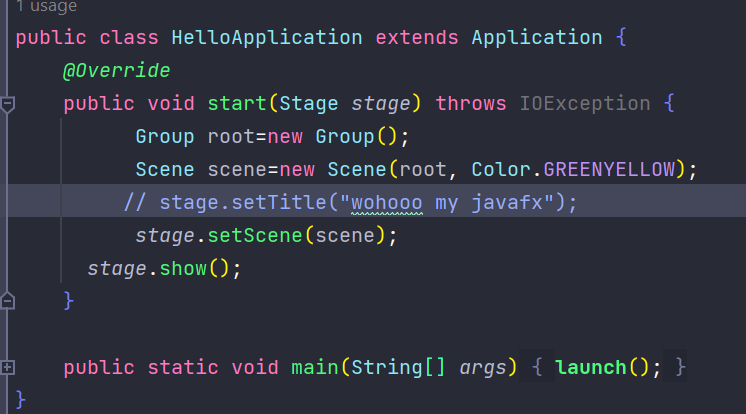 1 usage
public class HelloApplication extends Application {
@Override
public void start(Stage stage) throws IOException {
Group root=new Group();
Scene scene=new Scene(root, Color.GREENYELLOW);
// stage.setTitle("wohooo my javafx");
stage.setScene(scene);
stage.show();
}
public static void main(String[] args) { launch(); }
}